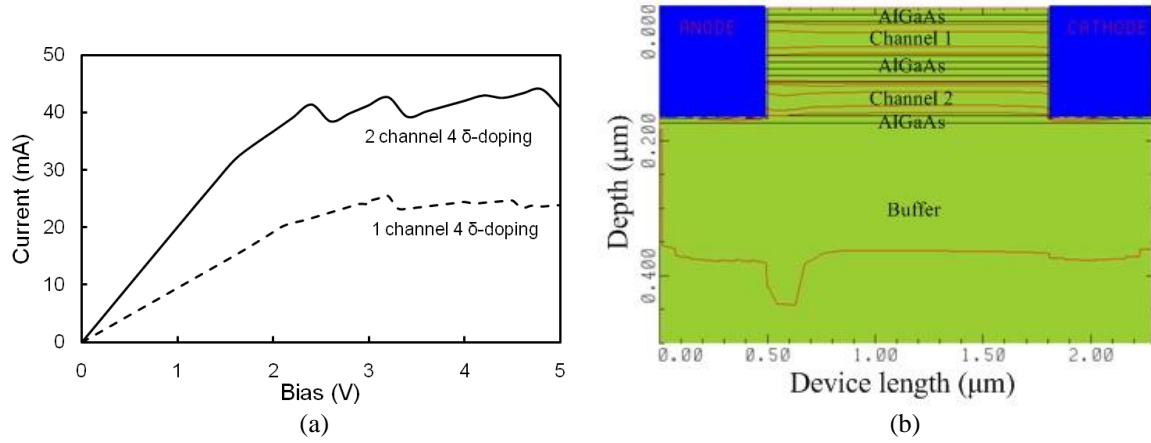 50
40
30
20
10
0
0 1 2 3 4 5
Current (mA)
Bias (V)
2 channel 4 δ-doping
1 channel 4 δ-doping
(a)
ANODE
CATHODE
AlGaAs
Channel 1
AlGaAs
Channel 2
AlGaAs
Buffer
0.000
0.200
0.400
Depth (μm)
0.00 0.50 1.00 1.50 2.00
Device length (μm)
(b)